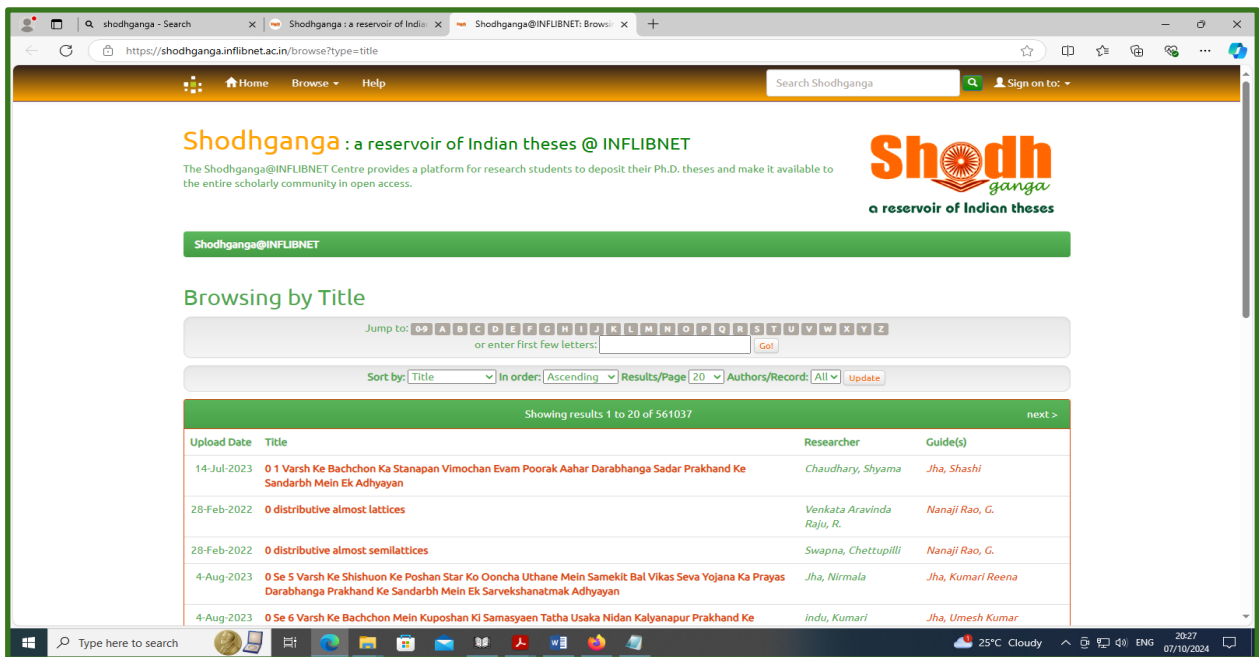 shodhganga - Search
Shodhganga : a reservoir of India
Shodhganga@INFLIBNET: Browsin
https://shodhganga.inflibnet.ac.in/browse?type=title
Home Browse Help Search Shodhganga Sign on to:
Shodhganga : a reservoir of Indian theses @ INFLIBNET
The Shodhganga@INFLIBNET Centre provides a platform for research students to deposit their Ph.D. theses and make it available to
the entire scholarly community in open access.
Shodh
ganga
a reservoir of Indian theses
Shodhganga@INFLIBNET
Browsing by Title
Jump to: 0-9 A B C D E F G H I J K L M N O P Q R S T U V W X Y Z
or enter first few letters: Go!
Sort by: Title In order: Ascending Results/Page 20 Authors/Record: All Update
Showing results 1 to 20 of 561037 next >
Upload Date Title Researcher Guide(s)
14-Jul-2023 0 1 Varsh Ke Bachchon Ka Stanapan Vimochan Evam Poorak Aahar Darabhanga Sadar Prakhand Ke Chaudhary, Shyama Jha, Shashi
Sandarbh Mein Ek Adhyayan
28-Feb-2022 0 distributive almost lattices Venkata Aravinda Nanaji Rao, G.
Raju, R.
28-Feb-2022 0 distributive almost semilattices Swapna, Chettupilli Nanaji Rao, G.
4-Aug-2023 0 Se 5 Varsh Ke Shishuon Ke Poshan Star Ko Ooncha Uthane Mein Samekit Bal Vikas Seva Yojana Ka Prayas Jha, Nirmala Jha, Kumari Reena
Darabhanga Prakhand Ke Sandarbh Mein Ek Sarvekshanatmak Adhyayan
4-Aug-2023 0 Se 6 Varsh Ke Bachchon Mein Kuposhan Ki Samasyaen Tatha Usaka Nidan Kalyanapur Prakhand Ke indu, Kumari Jha, Umesh Kumar
Type here to search 25°C Cloudy ENG 20:27
07/10/2024